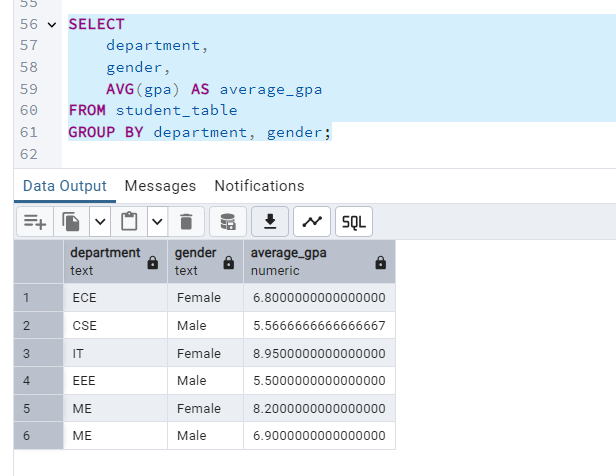 55
56 SELECT
57 department,
58 gender,
59 AVG(gpa) AS average_gpa
60 FROM student_table
61 GROUP BY department, gender;
62
Data Output Messages Notifications
SQL
department text gender text average_gpa numeric
1 ECE Female 6.8000000000000000
2 CSE Male 5.5666666666666667
3 IT Female 8.9500000000000000
4 EEE Male 5.5000000000000000
5 ME Female 8.2000000000000000
6 ME Male 6.9000000000000000